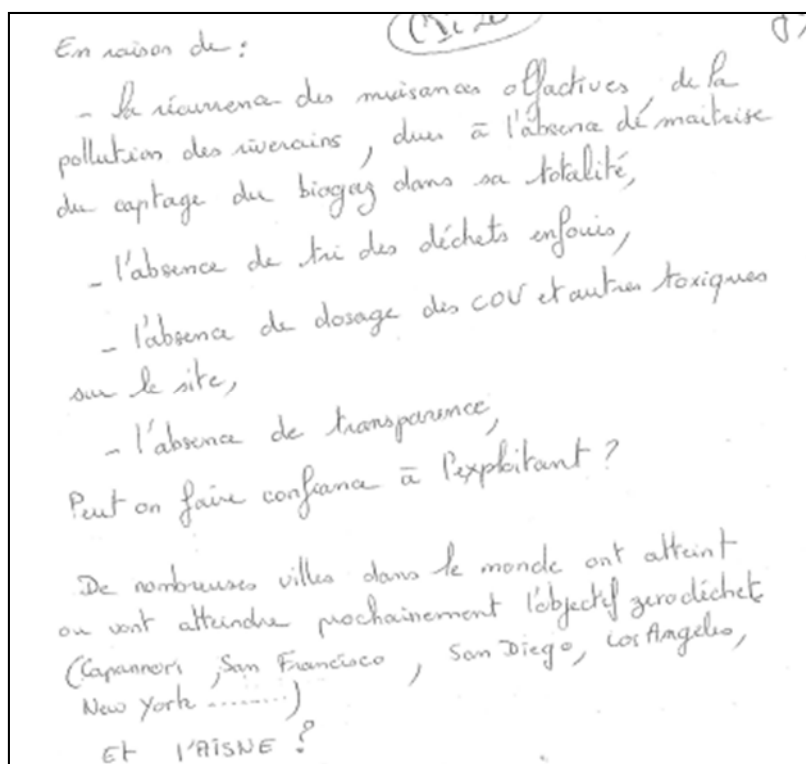 En raison de :
- la récurrence des nuisances olfactives, de la
pollution des riverains, dues à l'absence de maitrise
du captage du biogaz dans sa totalité,
- l'absence de tri des déchets enfouis,
- l'absence de dosage des COV et autres toxiques
sur le site,
- l'absence de transparence,
Peut on faire confiance à l'exploitant ?
De nombreuses villes dans le monde ont atteint
ou vont atteindre prochainement l'objectif zero déchet
(Capannori, San Francisco, San Diego, Los Angeles,
New York ........)
Et l'AISNE ?